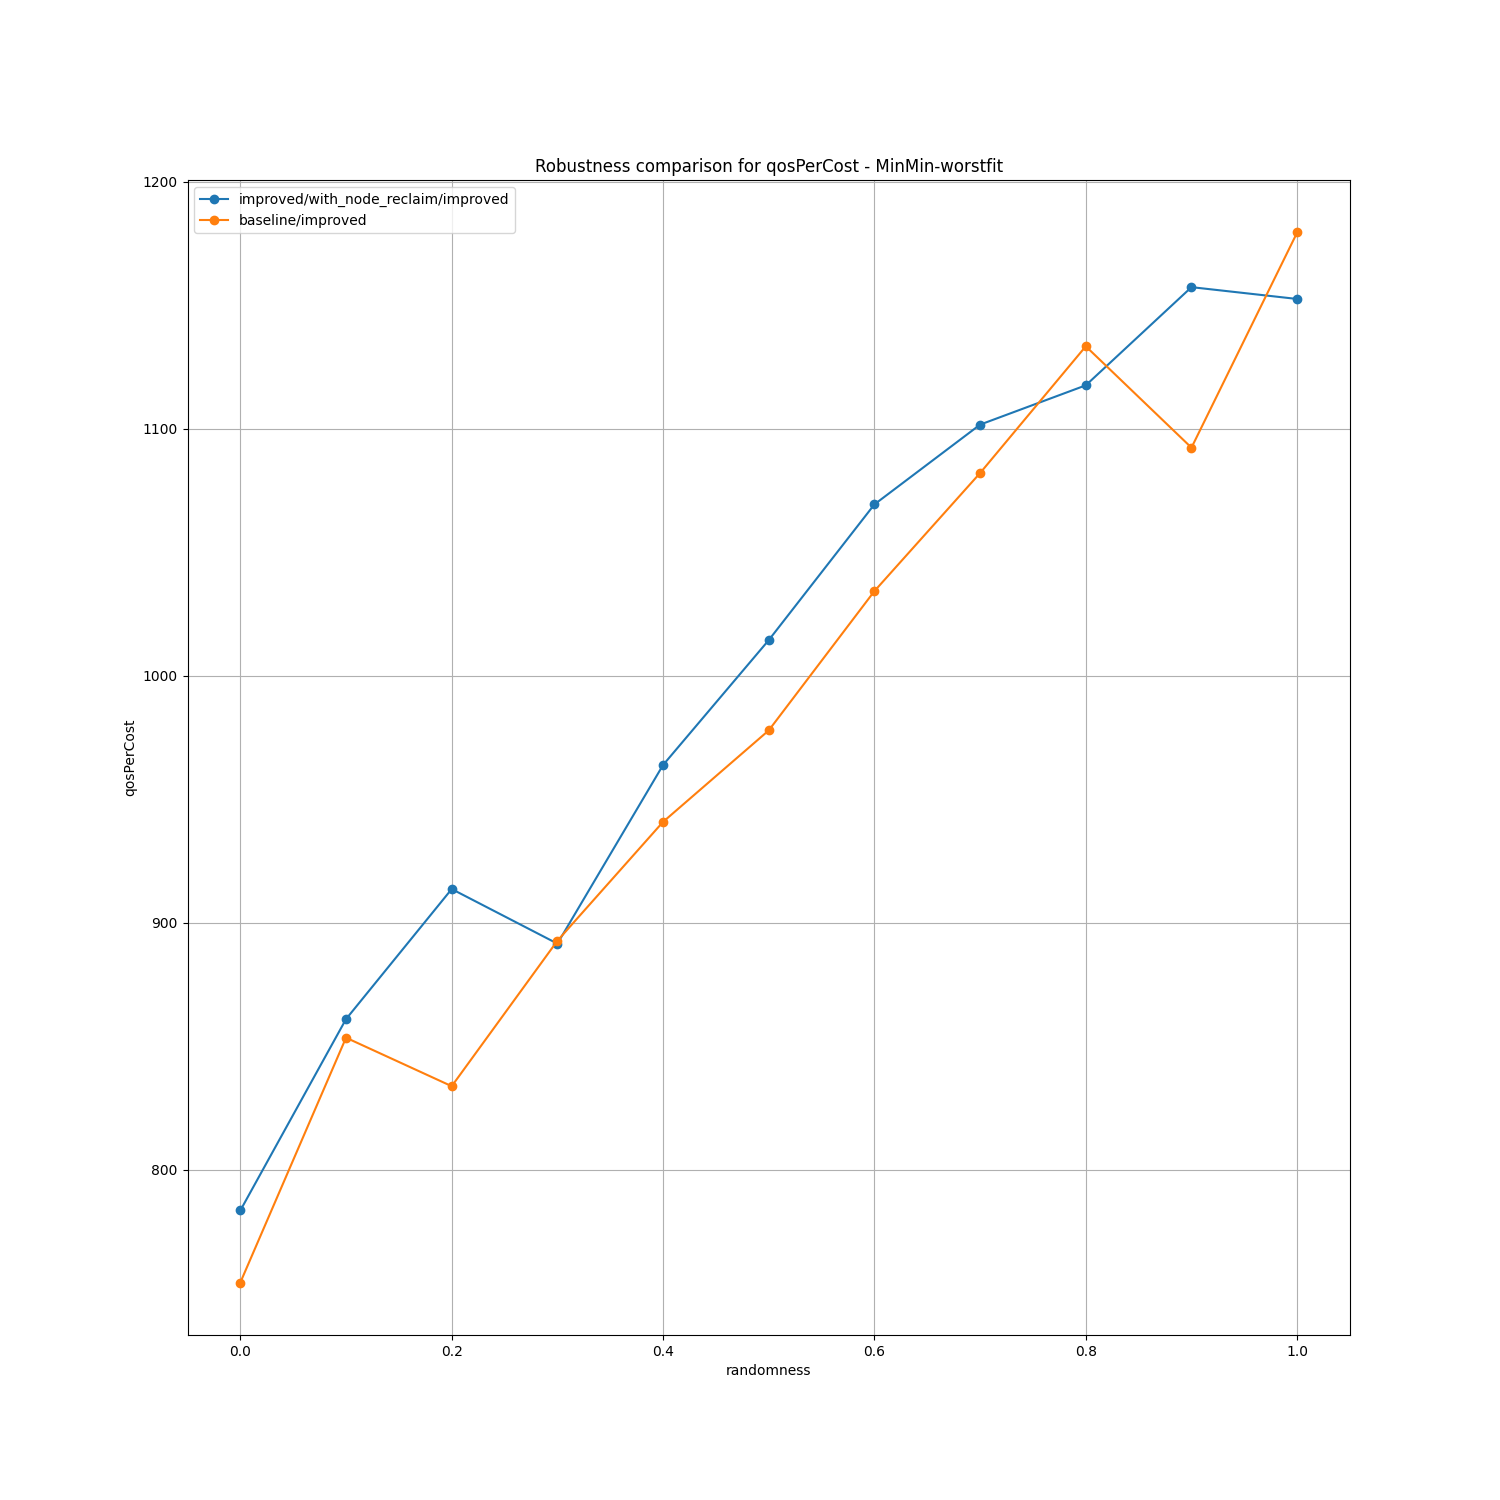 Robustness comparison for qosPerCost - MinMin-worstfit
improved/with_node_reclaim/improved
baseline/improved
1200
1100
1000
900
800
qosPerCost
0.0
0.2
0.4
0.6
0.8
1.0
randomness